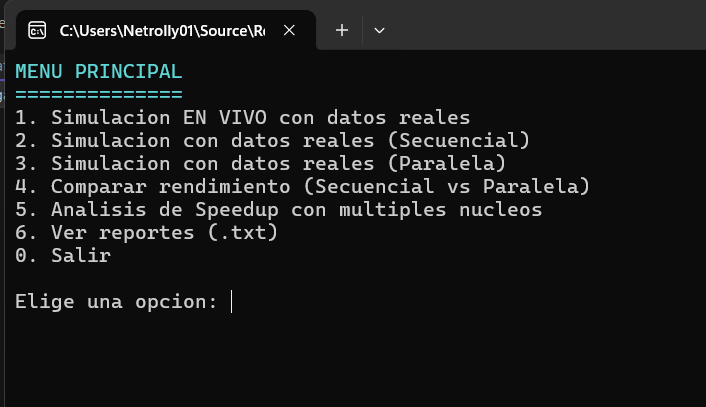 C:\Users\Netrolly01\Source\Re
MENU PRINCIPAL
==============
1. Simulacion EN VIVO con datos reales
2. Simulacion con datos reales (Secuencial)
3. Simulacion con datos reales (Paralela)
4. Comparar rendimiento (Secuencial vs Paralela)
5. Analisis de Speedup con multiples nucleos
6. Ver reportes (.txt)
0. Salir
Elige una opcion: